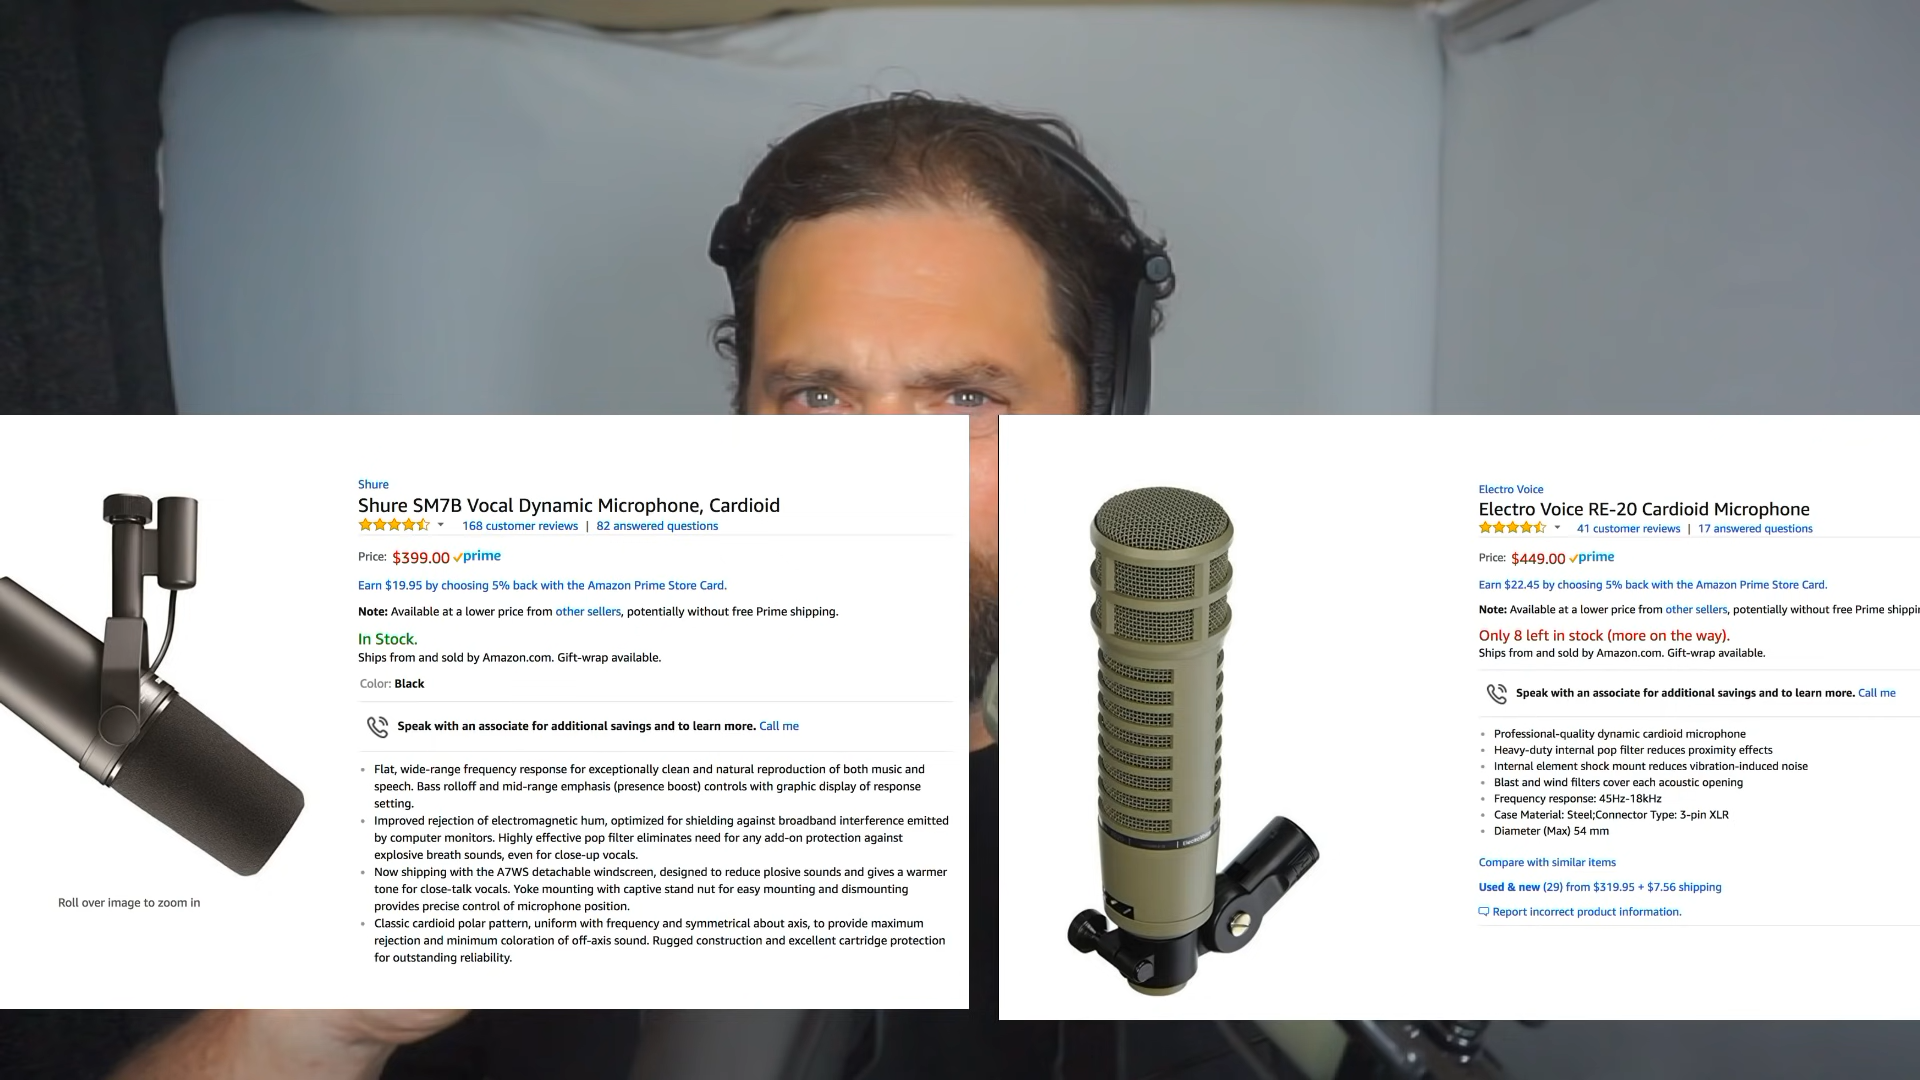 Shure
Shure SM7B Vocal Dynamic Microphone, Cardioid
168 customer reviews | 82 answered questions
Price: $399.00 prime
Earn $19.95 by choosing 5% back with the Amazon Prime Store Card.
Note: Available at a lower price from other sellers, potentially without free Prime shipping.
In Stock.
Ships from and sold by Amazon.com. Gift-wrap available.
Color: Black
Speak with an associate for additional savings and to learn more. Call me
Flat, wide-range frequency response for exceptionally clean and natural reproduction of both music and
speech. Bass rolloff and mid-range emphasis (presence boost) controls with graphic display of response
setting.
Improved rejection of electromagnetic hum, optimized for shielding against broadband interference emitted
by computer monitors. Highly effective pop filter eliminates need for any add-on protection against
explosive breath sounds, even for close-up vocals.
Now shipping with the A7WS detachable windscreen, designed to reduce plosive sounds and gives a warmer
tone for close-talk vocals. Yoke mounting with captive stand nut for easy mounting and dismounting
provides precise control of microphone position.
Classic cardioid polar pattern, uniform with frequency and symmetrical about axis, to provide maximum
rejection and minimum coloration of off-axis sound. Rugged construction and excellent cartridge protection
for outstanding reliability.
Roll over image to zoom in
Electro Voice
Electro Voice RE-20 Cardioid Microphone
41 customer reviews | 17 answered questions
Price: $449.00 prime
Earn $22.45 by choosing 5% back with the Amazon Prime Store Card.
Note: Available at a lower price from other sellers, potentially without free Prime shippin
Only 8 left in stock (more on the way).
Ships from and sold by Amazon.com. Gift-wrap available.
Speak with an associate for additional savings and to learn more. Call me
Professional-quality dynamic cardioid microphone
Heavy-duty internal pop filter reduces proximity effects
Internal element shock mount reduces vibration-induced noise
Blast and wind filters cover each acoustic opening
Frequency response: 45Hz-18kHz
Case Material: Steel;Connector Type: 3-pin XLR
Diameter (Max) 54 mm
Compare with similar items
Used & new (29) from $319.95 + $7.56 shipping
Report incorrect product information.